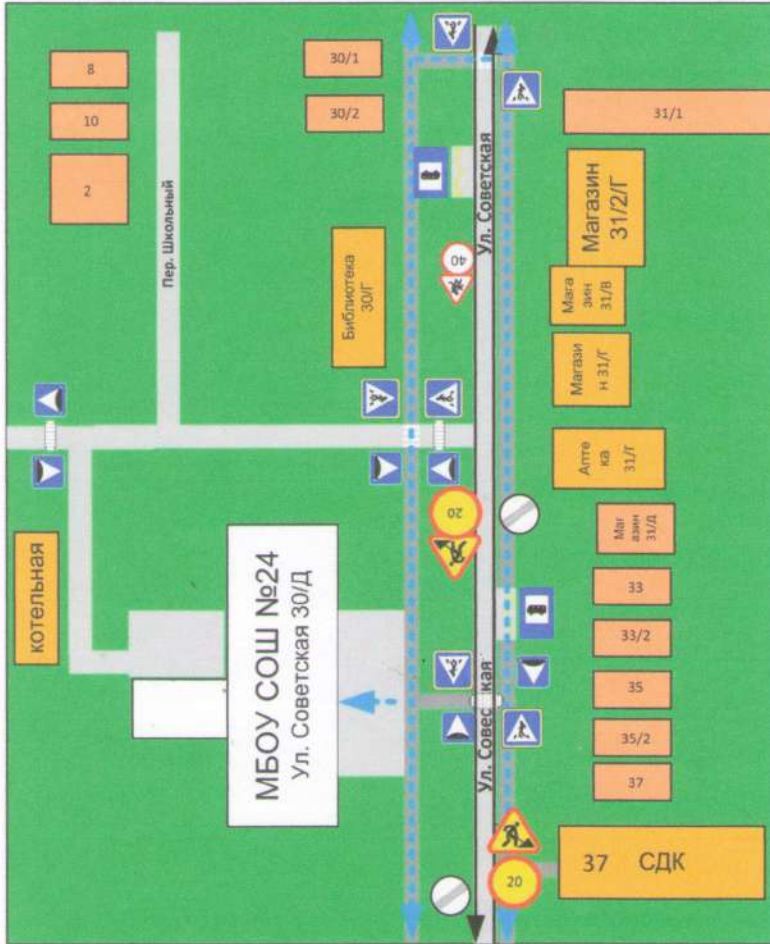 8
10
2
30/1
30/2
31/1
Пер. Школьный
Ул. Советская
Магазин
31/2/Г
Библиотека
30/Г
40
Мага
зин
31/В
Магази
н 31/Г
Апте
ка
31/Г
20
Маг
азин
31/Д
котельная
МБОУ СОШ №24
Ул. Советская 30/Д
33
33/2
35
35/2
37
Ул. Советская
20
37 СДК